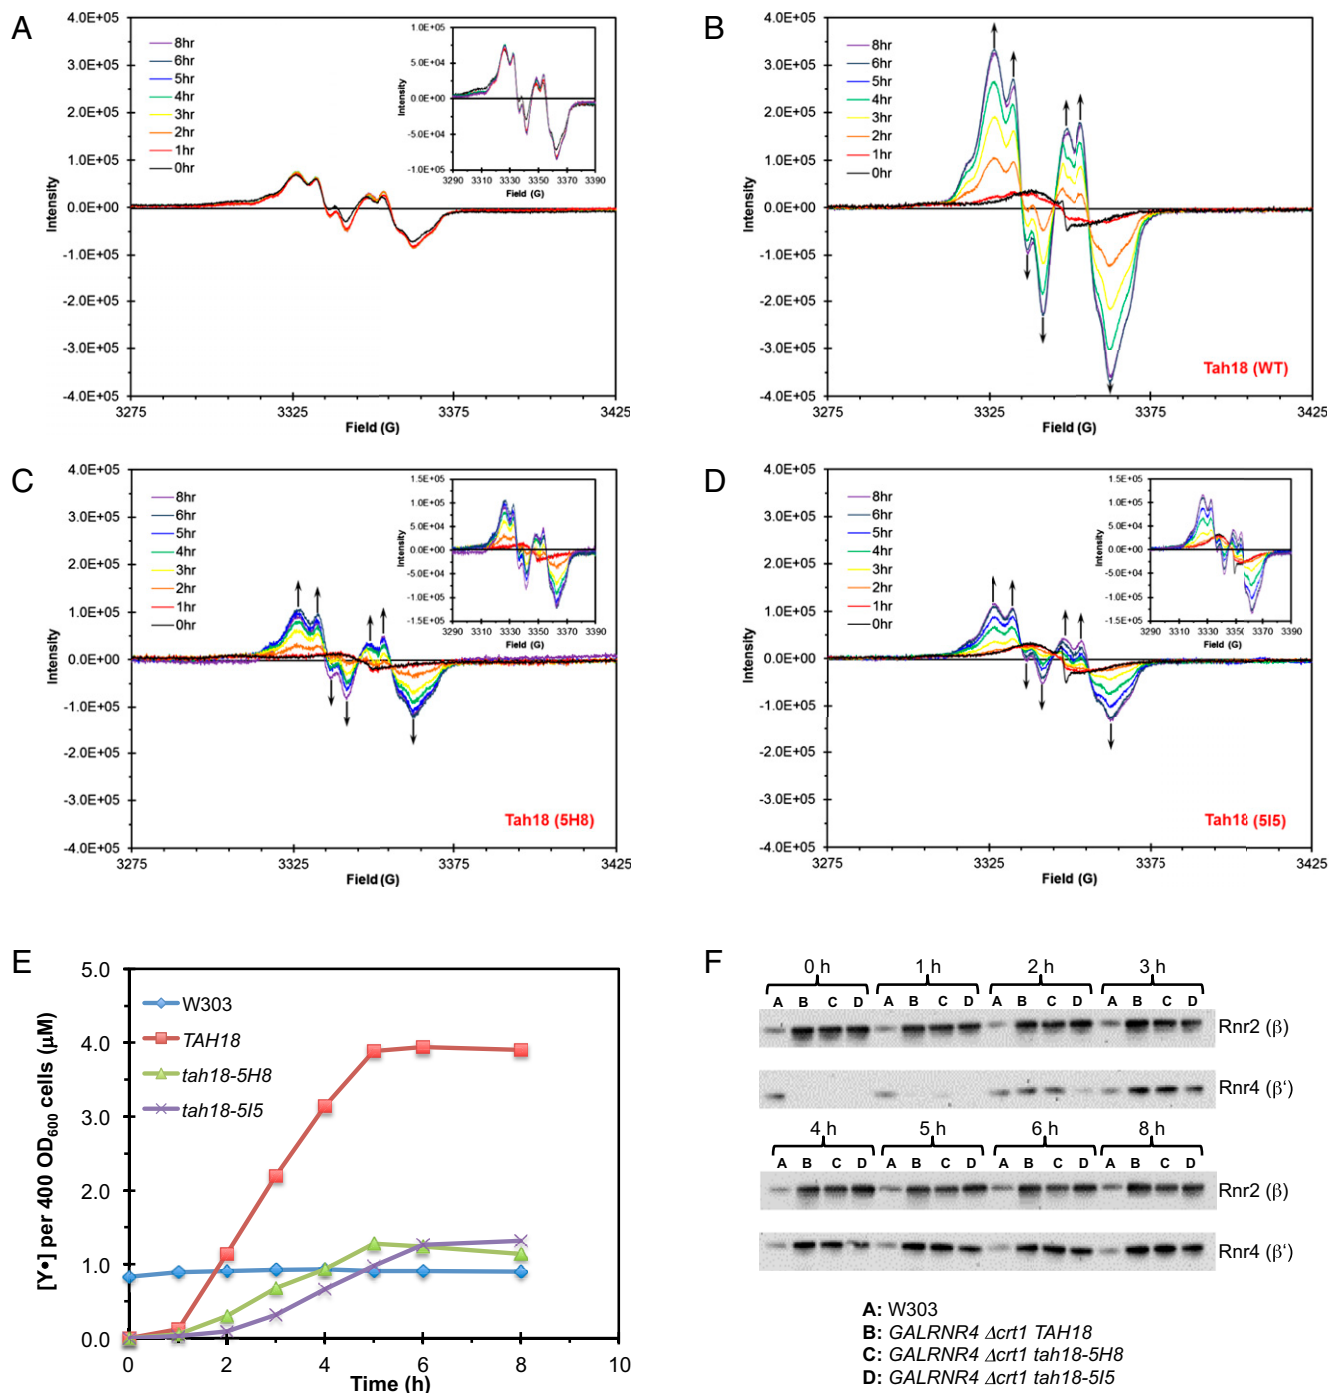 A
4.0E+05
3.0E+05
2.0E+05
1.0E+05
0.0E+00
-1.0E+05
-2.0E+05
-3.0E+05
-4.0E+05
Intensity
8hr
6hr
5hr
4hr
3hr
2hr
1hr
0hr
1.0E+05
5.0E+04
0.0E+00
-5.0E+04
-1.0E+05
Intensity
3290 3310 3330 3350 3370 3390
Field (G)
3275 3325 3375 3425
Field (G)
B
4.0E+05
3.0E+05
2.0E+05
1.0E+05
0.0E+00
-1.0E+05
-2.0E+05
-3.0E+05
-4.0E+05
Intensity
8hr
6hr
5hr
4hr
3hr
2hr
1hr
0hr
Tah18 (WT)
3275 3325 3375 3425
Field (G)
C
4.0E+05
3.0E+05
2.0E+05
1.0E+05
0.0E+00
-1.0E+05
-2.0E+05
-3.0E+05
-4.0E+05
Intensity
8hr
6hr
5hr
4hr
3hr
2hr
1hr
0hr
1.5E+05
1.0E+05
5.0E+04
0.0E+00
-5.0E+04
-1.0E+05
-1.5E+05
Intensity
3290 3310 3330 3350 3370 3390
Field (G)
Tah18 (5H8)
3275 3325 3375 3425
Field (G)
D
4.0E+05
3.0E+05
2.0E+05
1.0E+05
0.0E+00
-1.0E+05
-2.0E+05
-3.0E+05
-4.0E+05
Intensity
8hr
6hr
5hr
4hr
3hr
2hr
1hr
0hr
1.5E+05
1.0E+05
5.0E+04
0.0E+00
-5.0E+04
-1.0E+05
-1.5E+05
Intensity
3290 3310 3330 3350 3370 3390
Field (G)
Tah18 (5I5)
3275 3325 3375 3425
Field (G)
E
5.0
4.0
3.0
2.0
1.0
0.0
[Y•] per 400 OD600 cells (µM)
W303
TAH18
tah18-5H8
tah18-5I5
0 2 4 6 8 10
Time (h)
F
0 h 1 h 2 h 3 h
A B C D A B C D A B C D A B C D
Rnr2 (β)
Rnr4 (β')
4 h 5 h 6 h 8 h
A B C D A B C D A B C D A B C D
Rnr2 (β)
Rnr4 (β')
A: W303
B: GALRNR4 Δcrt1 TAH18
C: GALRNR4 Δcrt1 tah18-5H8
D: GALRNR4 Δcrt1 tah18-5I5